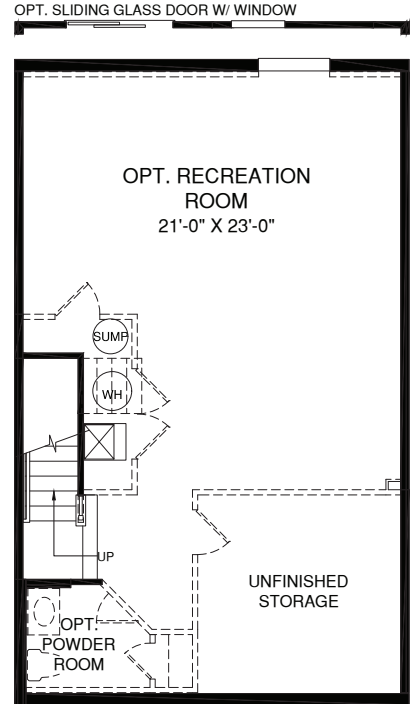 OPT. SLIDING GLASS DOOR W/ WINDOW
OPT. RECREATION
ROOM
21'-0" X 23'-0"
SUMP
WH
UP
UNFINISHED
STORAGE
OPT.
POWDER
ROOM